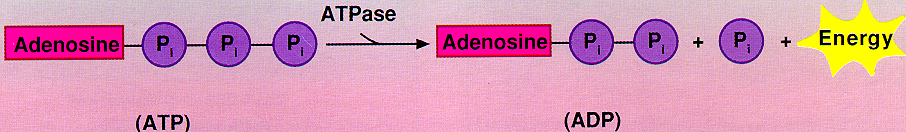 ATPase
Adenosine Pi Pi Pi Adenosine Pi Pi + Pi + Energy
(ATP) (ADP)